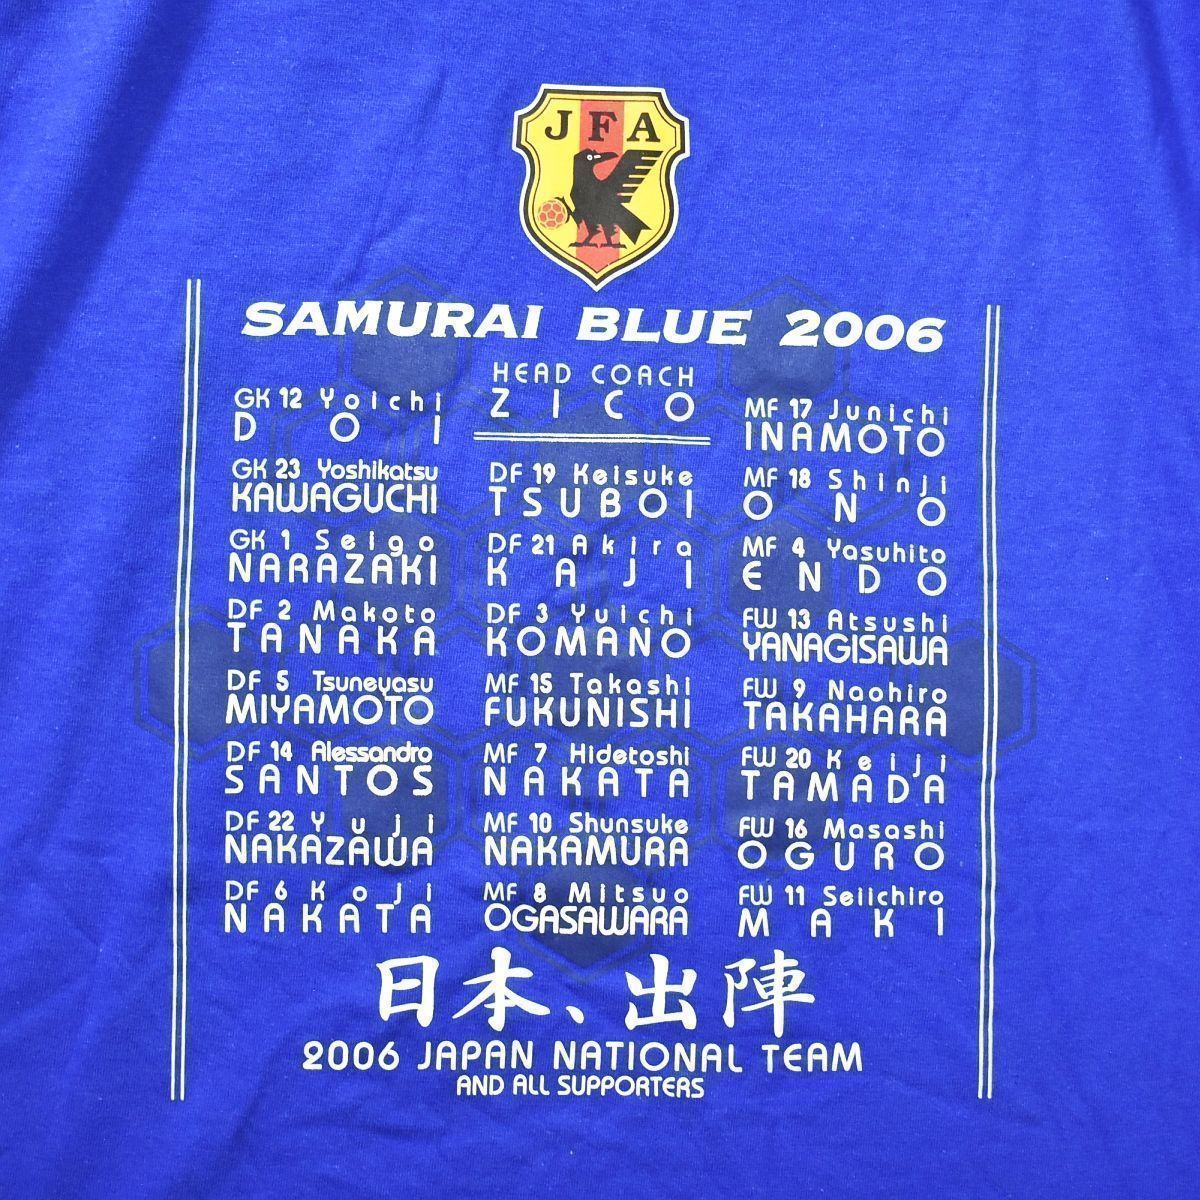 JFA
SAMURAI BLUE 2006
HEAD COACH
ZICO
GK 12 Yoichi
DOI
GK 23 Yoshikatsu
KAWAGUCHI
GK 1 Seigo
NARAZAKI
DF 2 Makoto
TANAKA
DF 5 Tsuneyasu
MIYAMOTO
DF 14 Alessandro
SANTOS
DF 22 Yuji
NAKAZAWA
DF 6 Koji
NAKATA
DF 19 Keisuke
TSUBOI
DF 21 Akira
KAJI
DF 3 Yuichi
KOMANO
MF 15 Takashi
FUKUNISHI
MF 7 Hidetoshi
NAKATA
MF 10 Shunsuke
NAKAMURA
MF 8 Mitsuo
OGASAWARA
MF 17 Junichi
INAMOTO
MF 18 Shinji
ONO
MF 4 Yasuhito
ENDO
FW 13 Atsushi
YANAGISAWA
FW 9 Naohiro
TAKAHARA
FW 20 Keiji
TAMADA
FW 16 Masashi
OGURO
FW 11 Seiichiro
MAKI
日本、出陣
2006 JAPAN NATIONAL TEAM
AND ALL SUPPORTERS